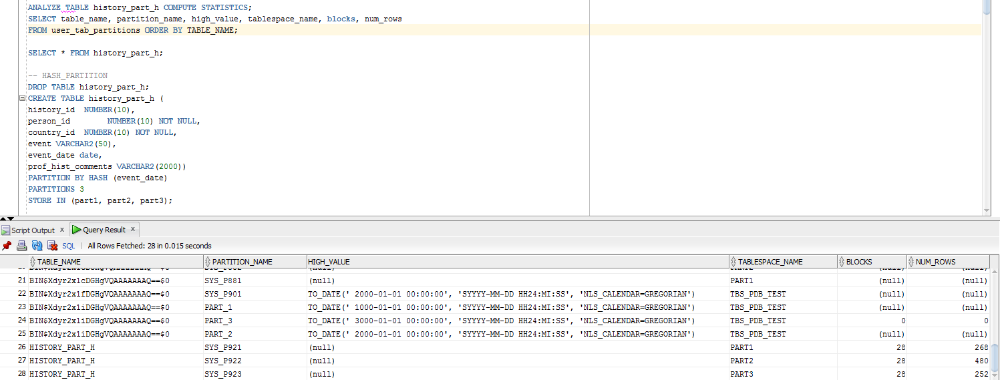 ANALYZE TABLE history_part_h COMPUTE STATISTICS;
SELECT table_name, partition_name, high_value, tablespace_name, blocks, num_rows
FROM user_tab_partitions ORDER BY TABLE_NAME;
SELECT * FROM history_part_h;
-- HASH_PARTITION
DROP TABLE history_part_h;
CREATE TABLE history_part_h (
history_id NUMBER(10),
person_id NUMBER(10) NOT NULL,
country_id NUMBER(10) NOT NULL,
event VARCHAR2(50),
event_date date,
prof_hist_comments VARCHAR2(2000))
PARTITION BY HASH (event_date)
PARTITIONS 3
STORE IN (part1, part2, part3);
Script Output x Query Result x
SQL | All Rows Fetched: 28 in 0.015 seconds
TABLE_NAME PARTITION_NAME HIGH_VALUE TABLESPACE_NAME BLOCKS NUM_ROWS
21 BIN$Xdyr2x1cDGHgVQAAAAAAAQ==$0 SYS_P881 (null) PART1 (null) (null)
22 BIN$Xdyr2x1fDGHgVQAAAAAAAQ==$0 SYS_P901 TO_DATE(' 2000-01-01 00:00:00', 'SYYYY-MM-DD HH24:MI:SS', 'NLS_CALENDAR=GREGORIAN') TBS_PDB_TEST (null) (null)
23 BIN$Xdyr2x1iDGHgVQAAAAAAAQ==$0 PART_1 TO_DATE(' 1000-01-01 00:00:00', 'SYYYY-MM-DD HH24:MI:SS', 'NLS_CALENDAR=GREGORIAN') TBS_PDB_TEST (null) (null)
24 BIN$Xdyr2x1iDGHgVQAAAAAAAQ==$0 PART_3 TO_DATE(' 3000-01-01 00:00:00', 'SYYYY-MM-DD HH24:MI:SS', 'NLS_CALENDAR=GREGORIAN') TBS_PDB_TEST 0 0
25 BIN$Xdyr2x1iDGHgVQAAAAAAAQ==$0 PART_2 TO_DATE(' 2000-01-01 00:00:00', 'SYYYY-MM-DD HH24:MI:SS', 'NLS_CALENDAR=GREGORIAN') TBS_PDB_TEST (null) (null)
26 HISTORY_PART_H SYS_P921 (null) PART1 28 268
27 HISTORY_PART_H SYS_P922 (null) PART2 28 480
28 HISTORY_PART_H SYS_P923 (null) PART3 28 252